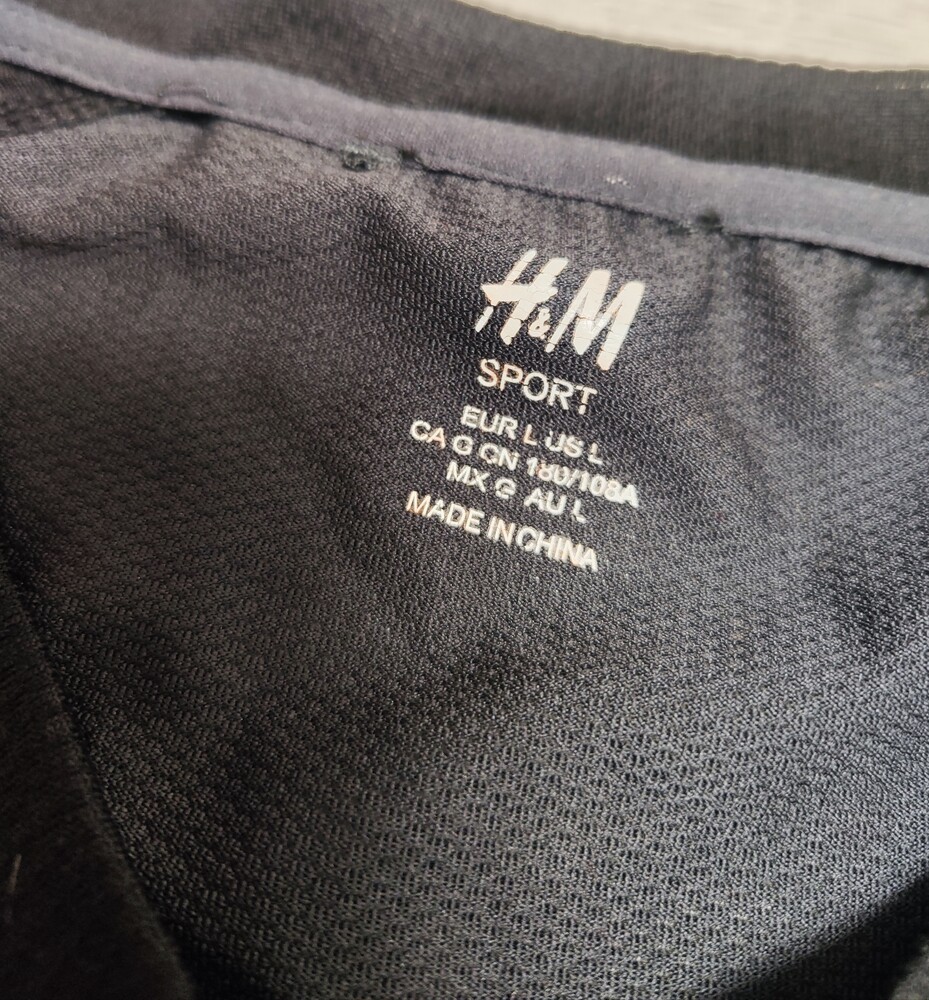 H&M
SPORT
EUR L US L
CA G CN 180/108A
MX G AU L
MADE IN CHINA